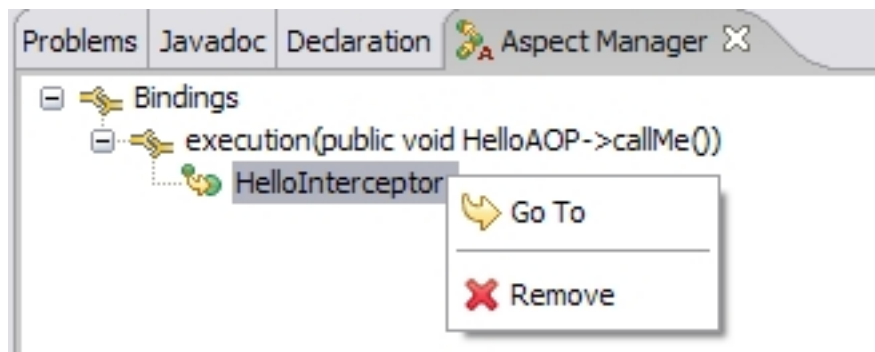 Problems Javadoc Declaration Aspect Manager
Bindings
execution(public void HelloAOP->callMe())
HelloInterceptor
Go To
Remove